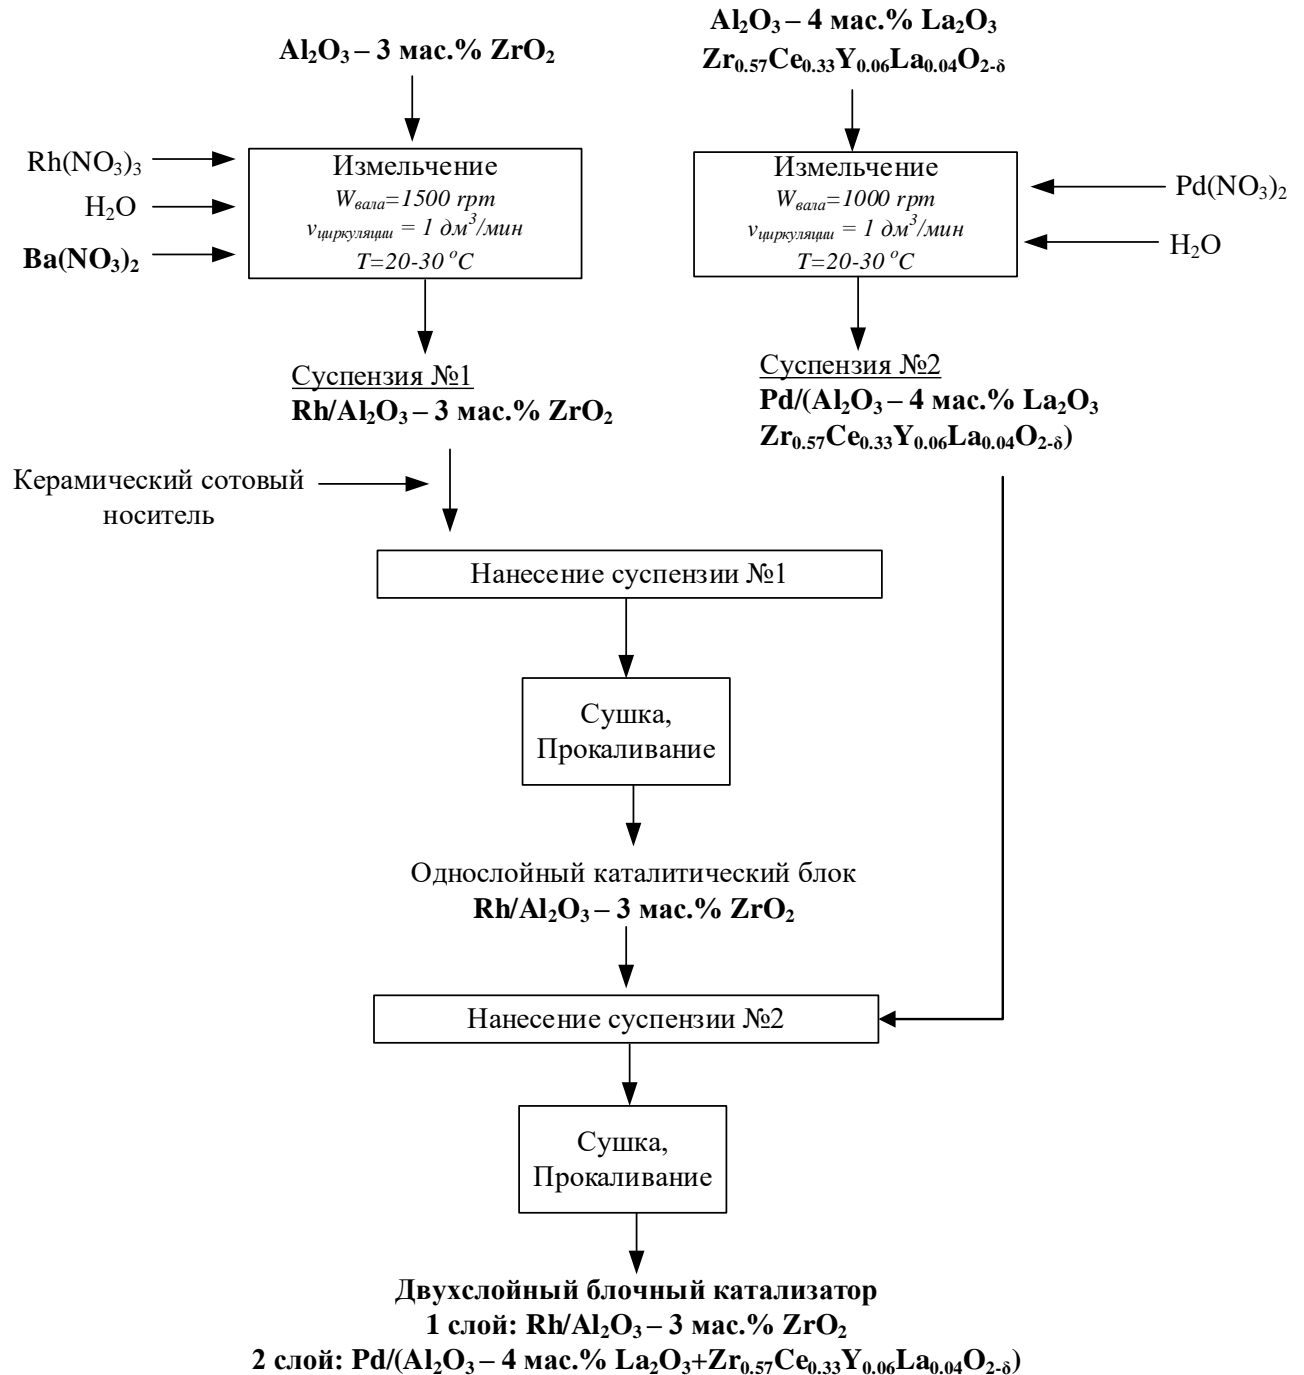 Al₂O₃ – 3 мас.% ZrO₂
Al₂O₃ – 4 мас.% La₂O₃
Zr₀.₅₇Ce₀.₃₃Y₀.₀₆La₀.₀₄O₂₋δ
Rh(NO₃)₃
H₂O
Ba(NO₃)₂
Измельчение
Wвала=1500 rpm
vциркуляции = 1 дм³/мин
T=20-30 °C
Измельчение
Wвала=1000 rpm
vциркуляции = 1 дм³/мин
T=20-30 °C
Pd(NO₃)₂
H₂O
Суспензия №1
Rh/Al₂O₃ – 3 мас.% ZrO₂
Суспензия №2
Pd/(Al₂O₃ – 4 мас.% La₂O₃
Zr₀.₅₇Ce₀.₃₃Y₀.₀₆La₀.₀₄O₂₋δ)
Керамический сотовый
носитель
Нанесение суспензии №1
Сушка,
Прокаливание
Однослойный каталитический блок
Rh/Al₂O₃ – 3 мас.% ZrO₂
Нанесение суспензии №2
Сушка,
Прокаливание
Двухслойный блочный катализатор
1 слой: Rh/Al₂O₃ – 3 мас.% ZrO₂
2 слой: Pd/(Al₂O₃ – 4 мас.% La₂O₃+Zr₀.₅₇Ce₀.₃₃Y₀.₀₆La₀.₀₄O₂₋δ)